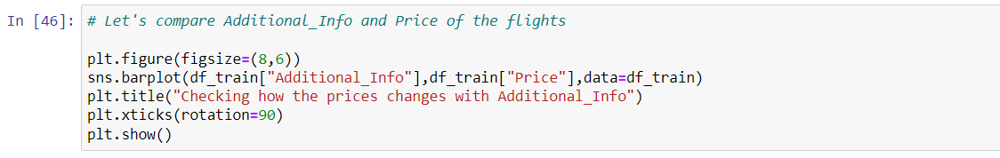 In [46]: # Let's compare Additional_Info and Price of the flights
plt.figure(figsize=(8,6))
sns.barplot(df_train["Additional_Info"],df_train["Price"],data=df_train)
plt.title("Checking how the prices changes with Additional_Info")
plt.xticks(rotation=90)
plt.show()